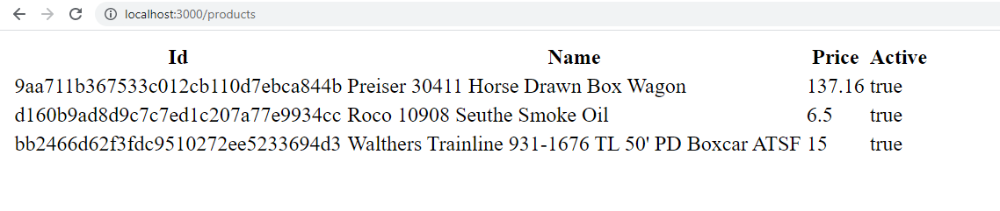 localhost:3000/products
Id Name Price Active
9aa711b367533c012cb110d7ebca844b Preiser 30411 Horse Drawn Box Wagon 137.16 true
d160b9ad8d9c7c7ed1c207a77e9934cc Roco 10908 Seuthe Smoke Oil 6.5 true
bb2466d62f3fdc9510272ee5233694d3 Walthers Trainline 931-1676 TL 50' PD Boxcar ATSF 15 true